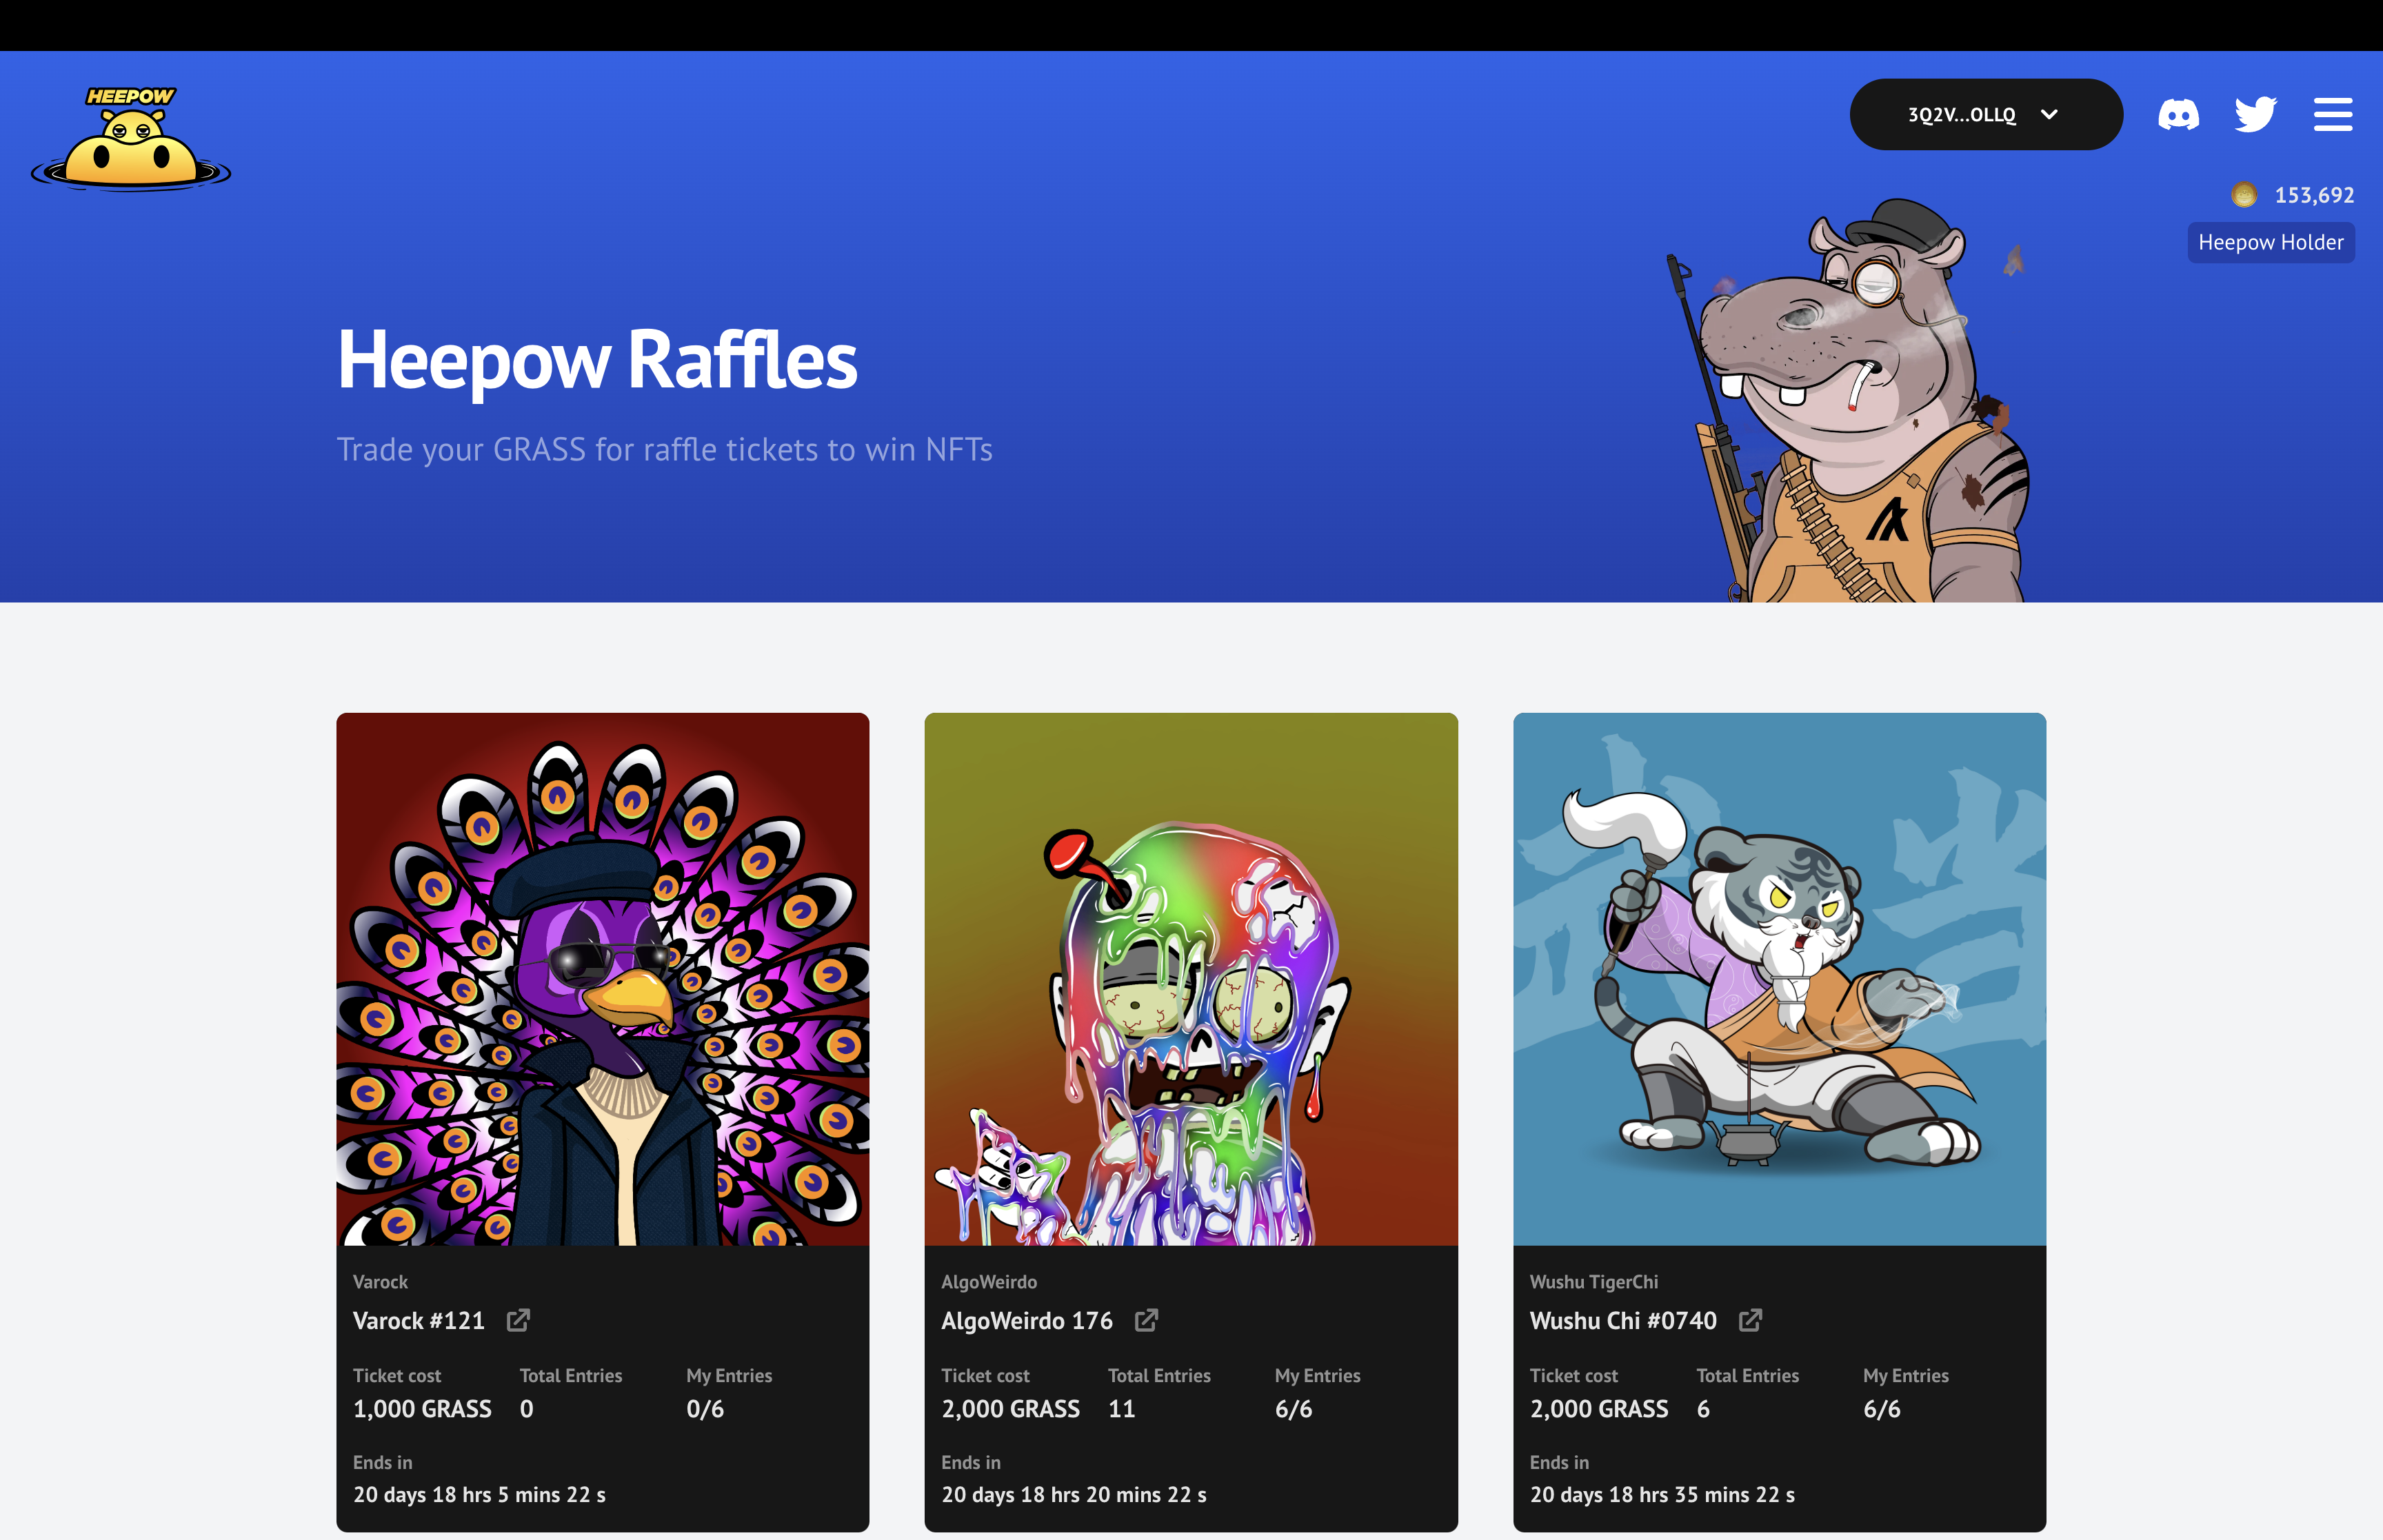 HEEPOW
3Q2V...OLLQ
153,692
Heepow Holder
Heepow Raffles
Trade your GRASS for raffle tickets to win NFTs
Varock
Varock #121
Ticket cost Total Entries My Entries
1,000 GRASS 0 0/6
Ends in
20 days 18 hrs 5 mins 22 s
AlgoWeirdo
AlgoWeirdo 176
Ticket cost Total Entries My Entries
2,000 GRASS 11 6/6
Ends in
20 days 18 hrs 20 mins 22 s
Wushu TigerChi
Wushu Chi #0740
Ticket cost Total Entries My Entries
2,000 GRASS 6 6/6
Ends in
20 days 18 hrs 35 mins 22 s